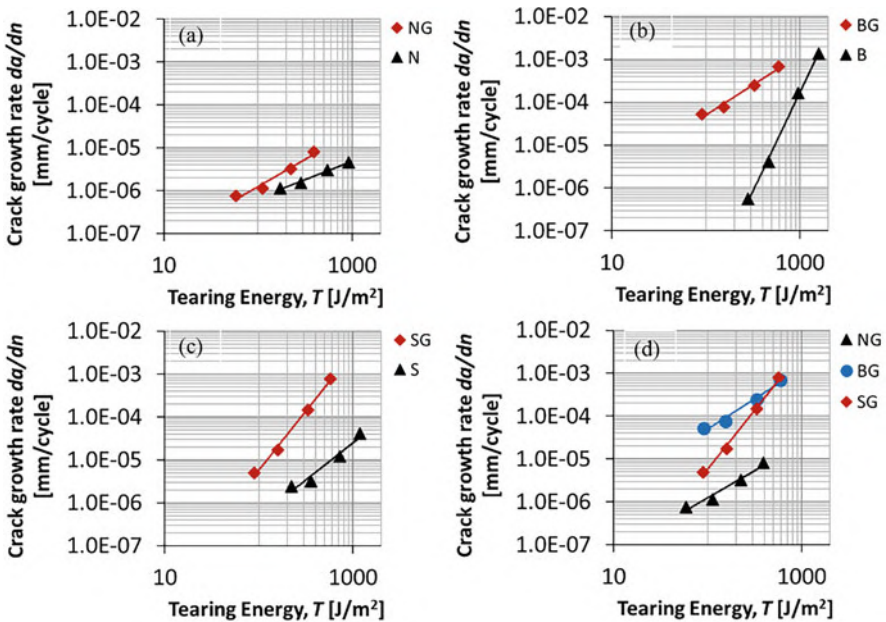 (a)
Crack growth rate da/dn
[mm/cycle]
1.0E-02
1.0E-03
1.0E-04
1.0E-05
1.0E-06
1.0E-07
10
1000
Tearing Energy, T [J/m²]
NG
N
(b)
Crack growth rate da/dn
[mm/cycle]
1.0E-02
1.0E-03
1.0E-04
1.0E-05
1.0E-06
1.0E-07
10
1000
Tearing Energy, T [J/m²]
BG
B
(c)
Crack growth rate da/dn
[mm/cycle]
1.0E-02
1.0E-03
1.0E-04
1.0E-05
1.0E-06
1.0E-07
10
1000
Tearing Energy, T [J/m²]
SG
S
(d)
Crack growth rate da/dn
[mm/cycle]
1.0E-02
1.0E-03
1.0E-04
1.0E-05
1.0E-06
1.0E-07
10
1000
Tearing Energy, T [J/m²]
NG
BG
SG